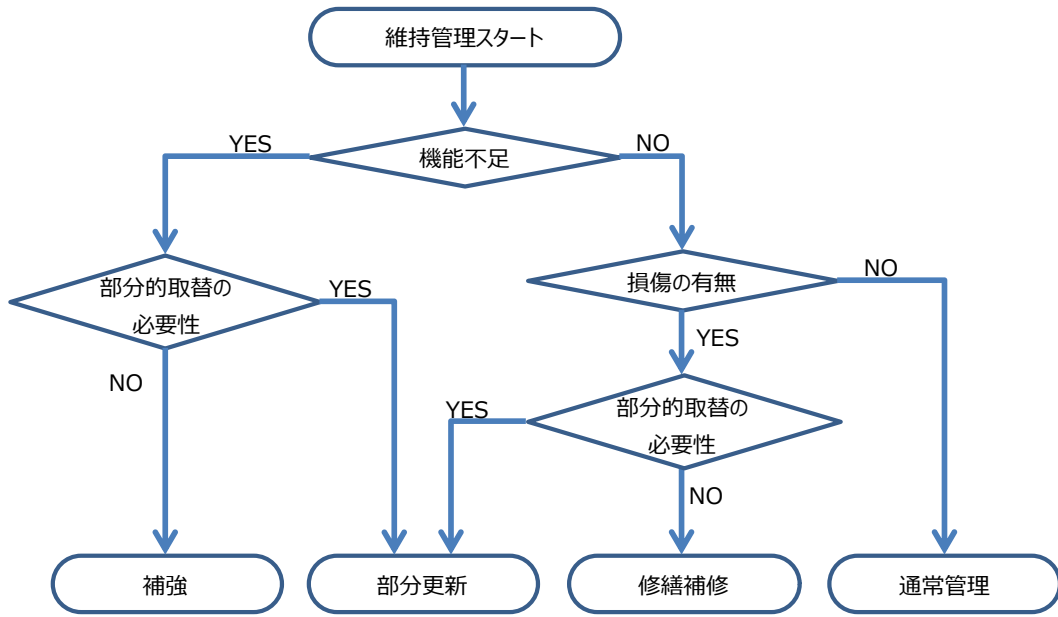 維持管理スタート
YES
NO
機能不足
部分的取替の
必要性
YES
損傷の有無
NO
YES
NO
部分的取替の
必要性
YES
NO
補強
部分更新
修繕補修
通常管理